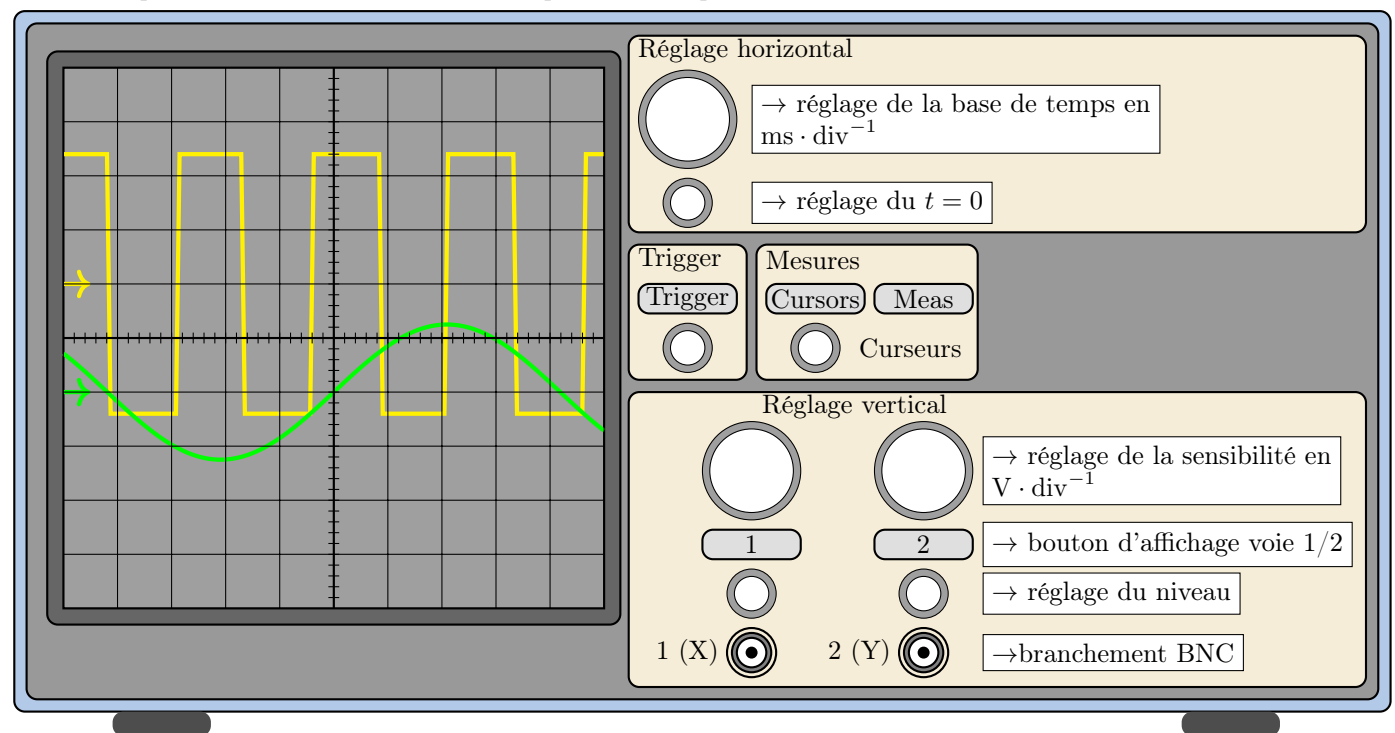 Réglage horizontal
→ réglage de la base de temps en
ms · div⁻¹
→ réglage du t = 0
Trigger
Trigger
Mesures
Cursors
Meas
Curseurs
Réglage vertical
→ réglage de la sensibilité en
V · div⁻¹
1
2
→ bouton d'affichage voie 1/2
→ réglage du niveau
1 (X)
2 (Y)
→branchement BNC